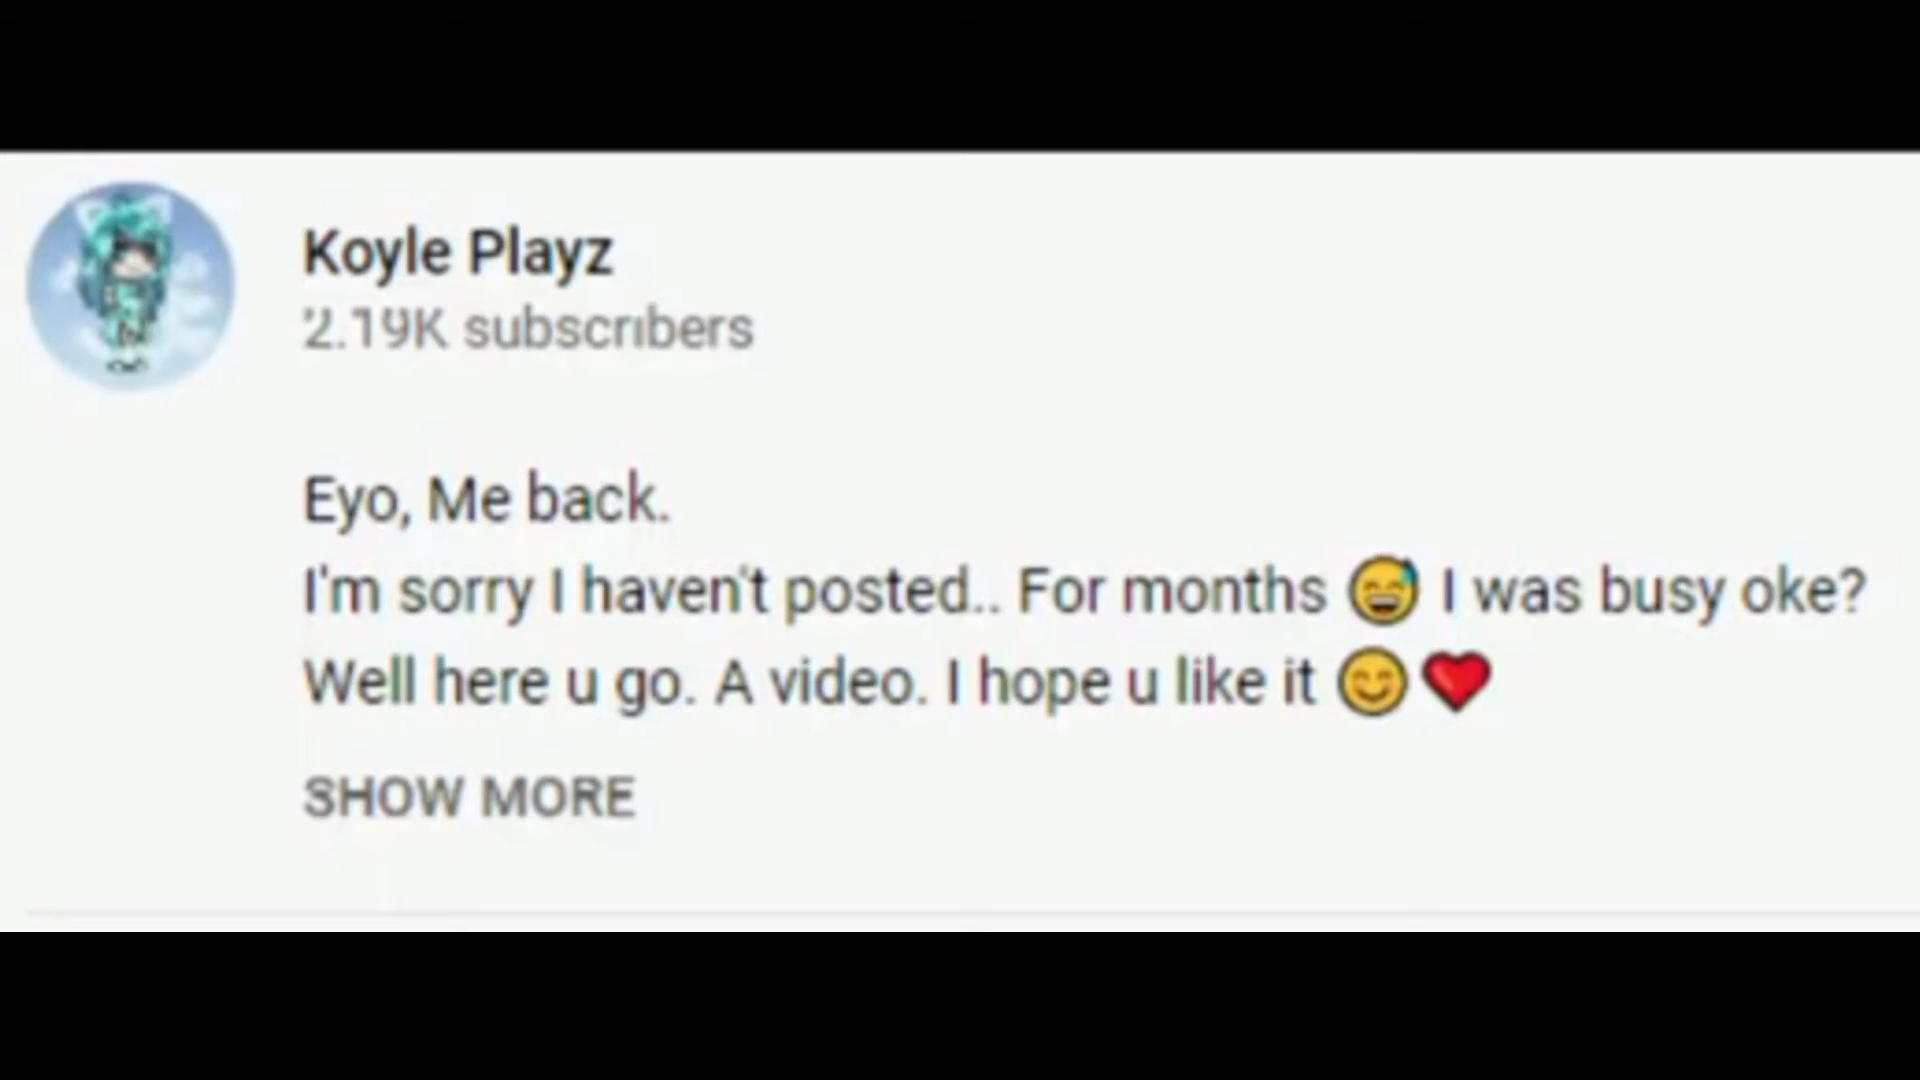 Koyle Playz
2.19K subscribers
Eyo, Me back.
I'm sorry I haven't posted.. For months 😅 I was busy oke?
Well here u go. A video. I hope u like it 😊❤️
SHOW MORE